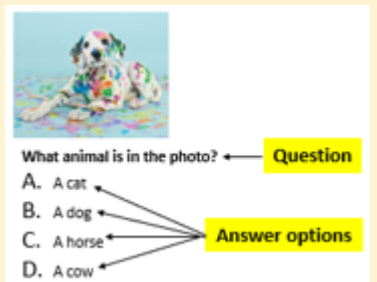 What animal is in the photo? Question
A. A cat
B. A dog
C. A horse
Answer options
D. A cow